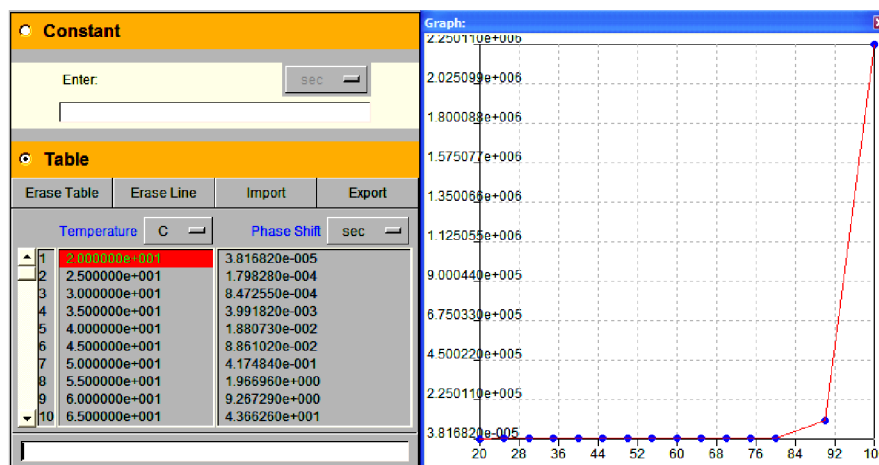 Constant
Enter:
sec
Table
Erase Table Erase Line Import Export
Temperature C Phase Shift sec
1 2.000000e+001 3.816820e-005
2 2.500000e+001 1.798280e-004
3 3.000000e+001 8.472550e-004
4 3.500000e+001 3.991820e-003
5 4.000000e+001 1.880730e-002
6 4.500000e+001 8.861020e-002
7 5.000000e+001 4.174840e-001
8 5.500000e+001 1.966960e+000
9 6.000000e+001 9.267290e+000
10 6.500000e+001 4.366260e+001
Graph:
2.250110e+006
2.025099e+006
1.800088e+006
1.575077e+006
1.350066e+006
1.125055e+006
9.000440e+005
6.750330e+005
4.500220e+005
2.250110e+005
3.816820e-005
20 28 36 44 52 60 68 76 84 92 10